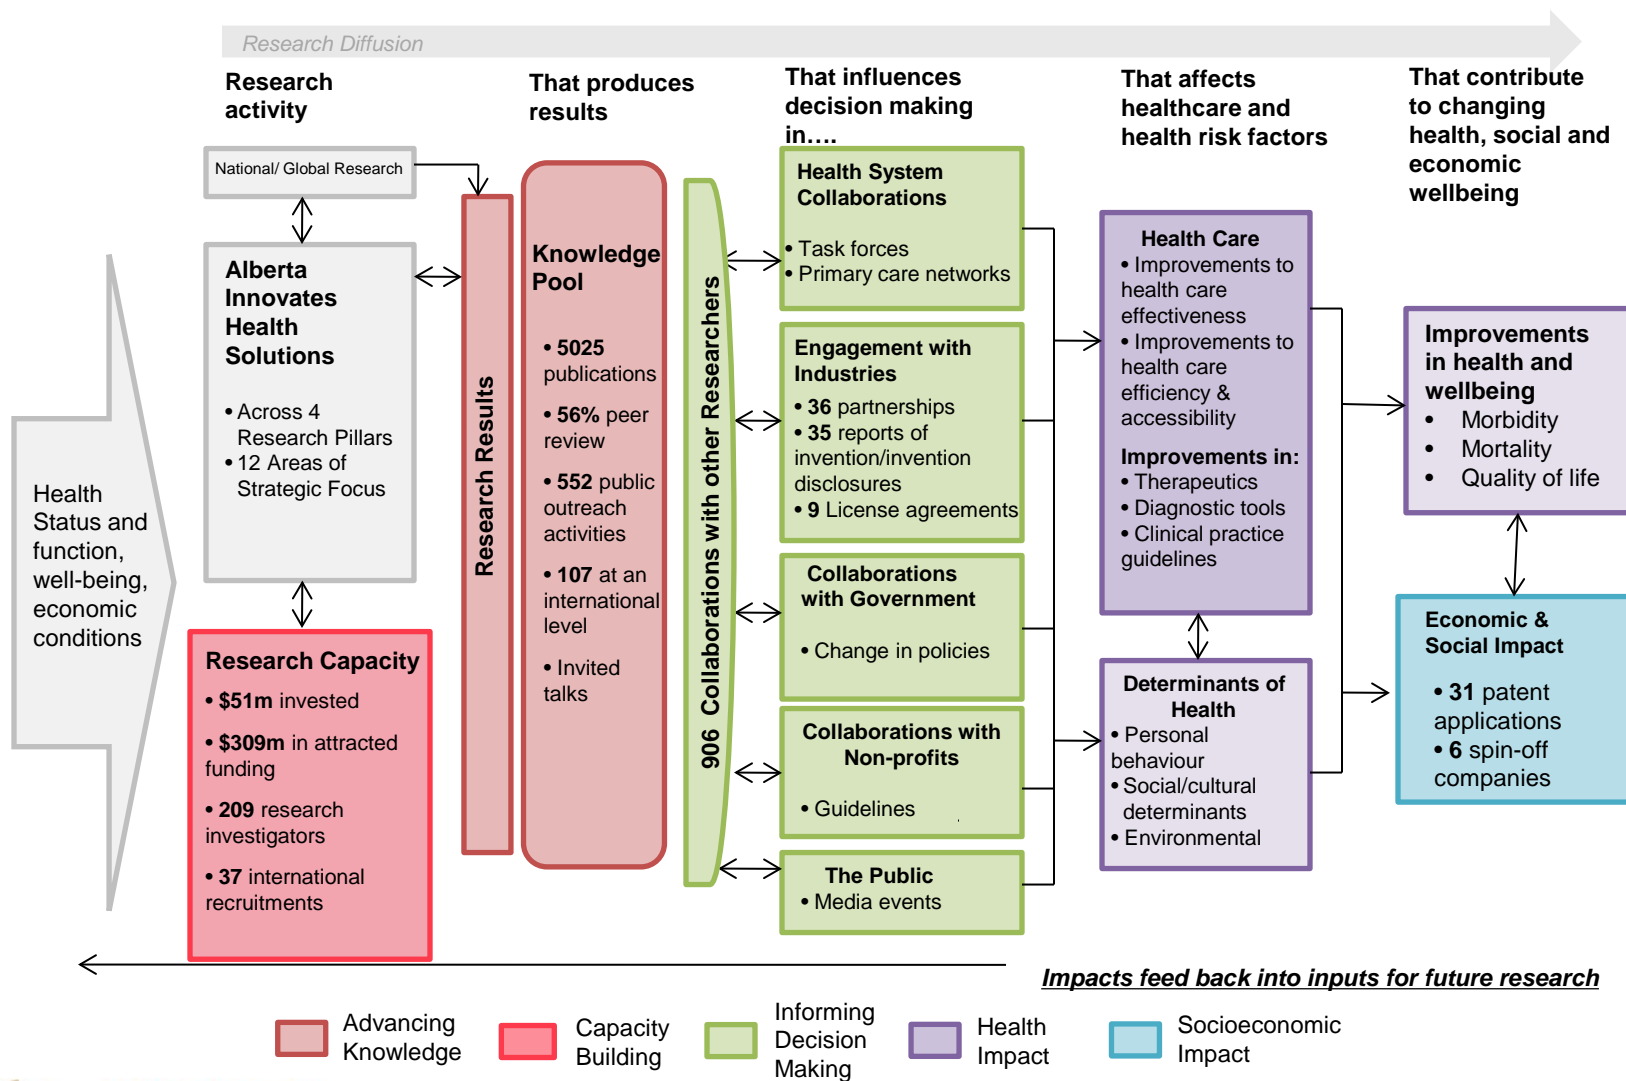 Research Diffusion
Research
activity
That produces
results
That influences
decision making
in….
That affects
healthcare and
health risk factors
That contribute
to changing
health, social and
economic
wellbeing
Health
Status and
function,
well-being,
economic
conditions
National/ Global Research
Alberta
Innovates
Health
Solutions
• Across 4
Research Pillars
• 12 Areas of
Strategic Focus
Research Capacity
• $51m invested
• $309m in attracted
funding
• 209 research
investigators
• 37 international
recruitments
Research Results
Knowledge
Pool
• 5025
publications
• 56% peer
review
• 552 public
outreach
activities
• 107 at an
international
level
• Invited
talks
906 Collaborations with other Researchers
Health System
Collaborations
• Task forces
• Primary care networks
Engagement with
Industries
• 36 partnerships
• 35 reports of
invention/invention
disclosures
• 9 License agreements
Collaborations
with Government
• Change in policies
Collaborations with
Non-profits
• Guidelines
The Public
• Media events
Health Care
• Improvements to
health care
effectiveness
• Improvements to
health care
efficiency &
accessibility
Improvements in:
• Therapeutics
• Diagnostic tools
• Clinical practice
guidelines
Determinants of
Health
• Personal
behaviour
• Social/cultural
determinants
• Environmental
Improvements
in health and
wellbeing
• Morbidity
• Mortality
• Quality of life
Economic &
Social Impact
• 31 patent
applications
• 6 spin-off
companies
Impacts feed back into inputs for future research
Advancing
Knowledge
Capacity
Building
Informing
Decision
Making
Health
Impact
Socioeconomic
Impact